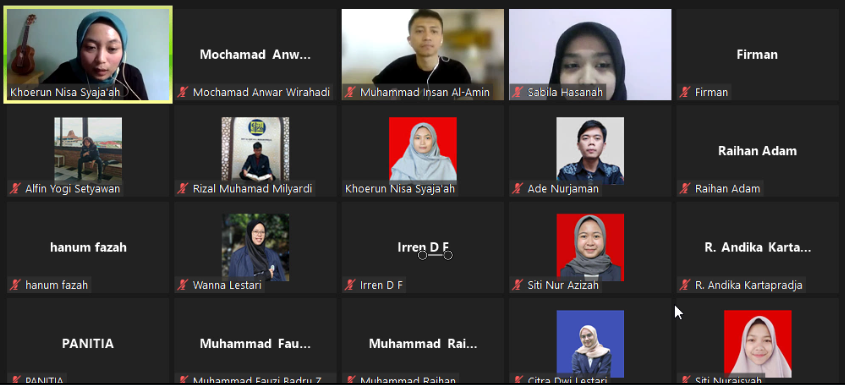 Khoerun Nisa Syaja'ah
Mochamad Anw...
Mochamad Anwar Wirahadi
Muhammad Insan Al-Amin
Sabila Hasanah
Firman
Firman
Alfin Yogi Setyawan
Rizal Muhamad Milyardi
Khoerun Nisa Syaja'ah
Ade Nurjaman
Raihan Adam
Raihan Adam
hanum fazah
hanum fazah
Wanna Lestari
Irren D F
Irren D F
Siti Nur Azizah
R. Andika Karta...
R. Andika Kartapradja
PANITIA
PANITIA
Muhammad Fau...
Muhammad Fauzi Badru Z
Muhammad Rai...
Muhammad Raihan
Citra Dwi Lestari
Siti Nuraisyah